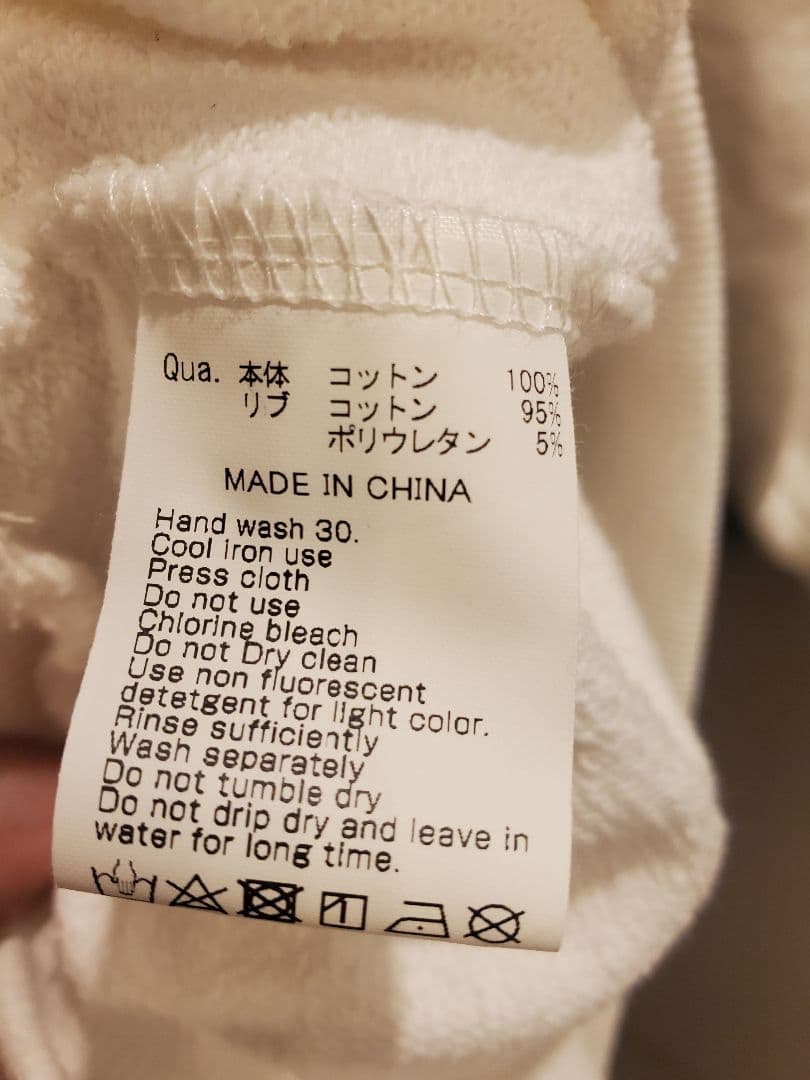 Qua. 本体 コットン 100%
リブ コットン 95%
ポリウレタン 5%
MADE IN CHINA
Hand wash 30.
Cool iron use
Press cloth
Do not use
Chlorine bleach
Do not Dry clean
Use non fluorescent
detetgent for light color.
Rinse sufficiently
Wash separately
Do not tumble dry
Do not drip dry and leave in
water for long time.